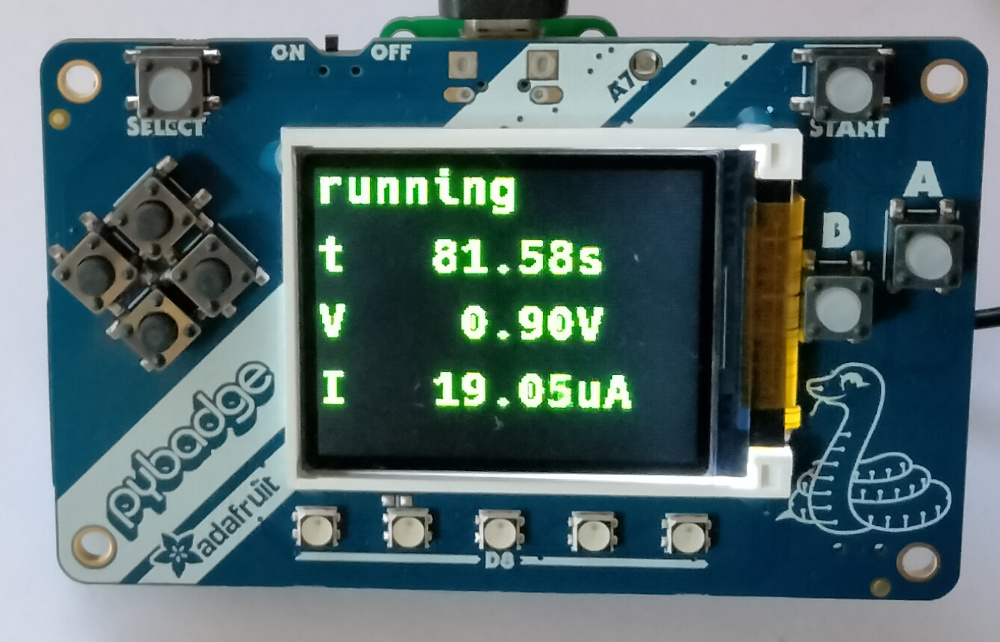 ON OFF
A7
SELECT
START
A
B
running
t 81.58s
V 0.90V
I 19.05uA
pybadge
adafruit
D8